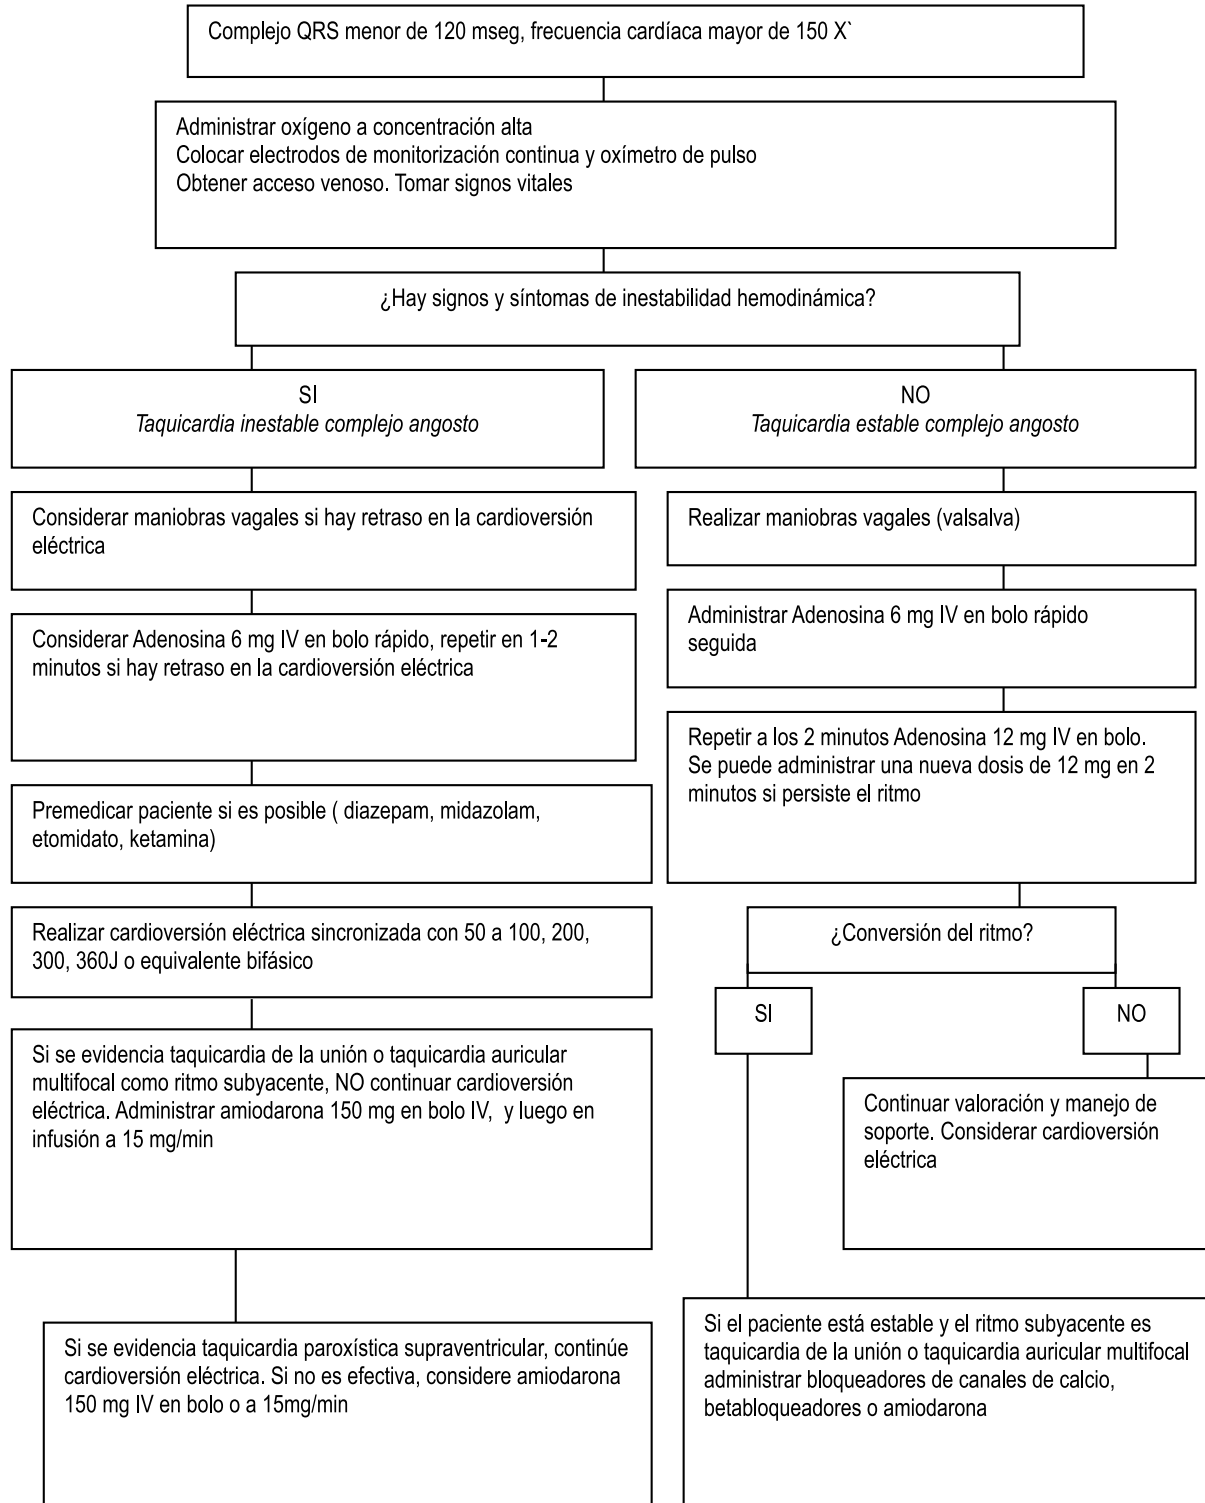 Complejo QRS menor de 120 mseg, frecuencia cardíaca mayor de 150 X`
Administrar oxígeno a concentración alta
Colocar electrodos de monitorización continua y oxímetro de pulso
Obtener acceso venoso. Tomar signos vitales
¿Hay signos y síntomas de inestabilidad hemodinámica?
SI
Taquicardia inestable complejo angosto
Considerar maniobras vagales si hay retraso en la cardioversión
eléctrica
Considerar Adenosina 6 mg IV en bolo rápido, repetir en 1-2
minutos si hay retraso en la cardioversión eléctrica
Premedicar paciente si es posible ( diazepam, midazolam,
etomidato, ketamina)
Realizar cardioversión eléctrica sincronizada con 50 a 100, 200,
300, 360J o equivalente bifásico
Si se evidencia taquicardia de la unión o taquicardia auricular
multifocal como ritmo subyacente, NO continuar cardioversión
eléctrica. Administrar amiodarona 150 mg en bolo IV,  y luego en
infusión a 15 mg/min
Si se evidencia taquicardia paroxística supraventricular, continúe
cardioversión eléctrica. Si no es efectiva, considere amiodarona
150 mg IV en bolo o a 15mg/min
NO
Taquicardia estable complejo angosto
Realizar maniobras vagales (valsalva)
Administrar Adenosina 6 mg IV en bolo rápido
seguida
Repetir a los 2 minutos Adenosina 12 mg IV en bolo.
Se puede administrar una nueva dosis de 12 mg en 2
minutos si persiste el ritmo
¿Conversión del ritmo?
SI
NO
Continuar valoración y manejo de
soporte. Considerar cardioversión
eléctrica
Si el paciente está estable y el ritmo subyacente es
taquicardia de la unión o taquicardia auricular multifocal
administrar bloqueadores de canales de calcio,
betabloqueadores o amiodarona